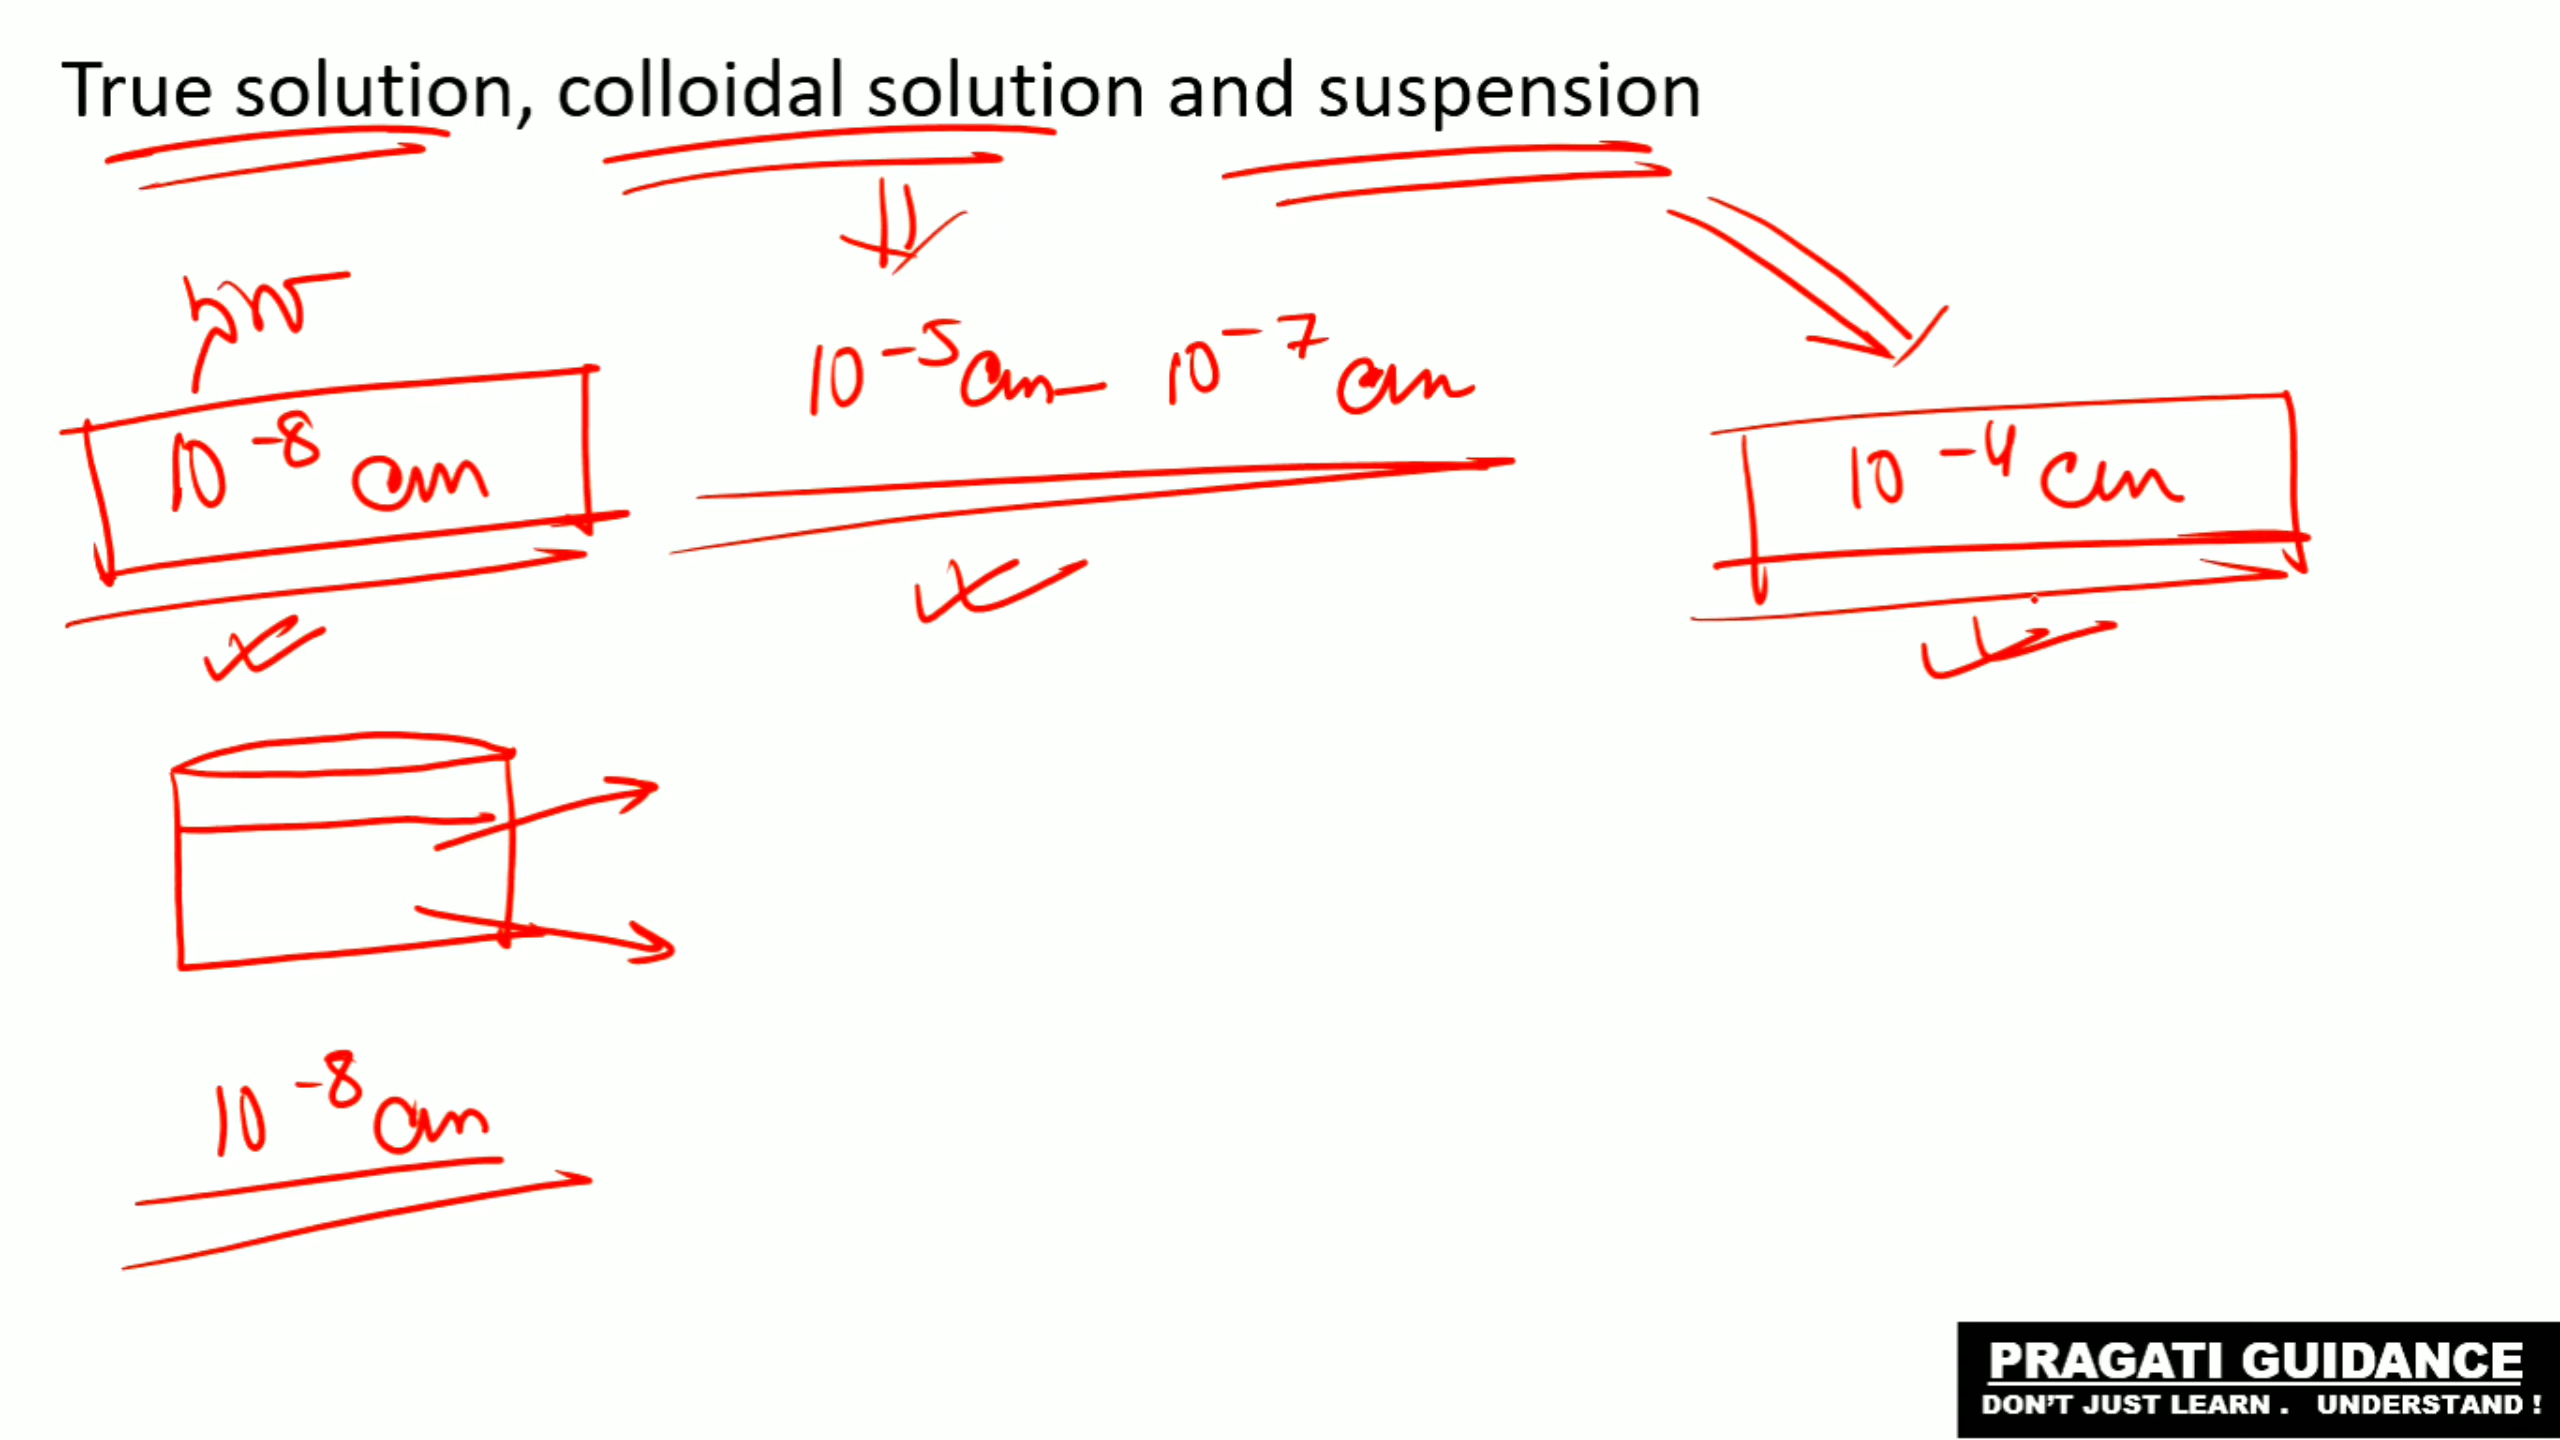 True solution, colloidal solution and suspension
10⁻⁵ cm – 10⁻⁷ cm
10⁻⁸ cm
10⁻⁴ cm
10⁻⁸ cm
PRAGATI GUIDANCE
DON'T JUST LEARN . UNDERSTAND !